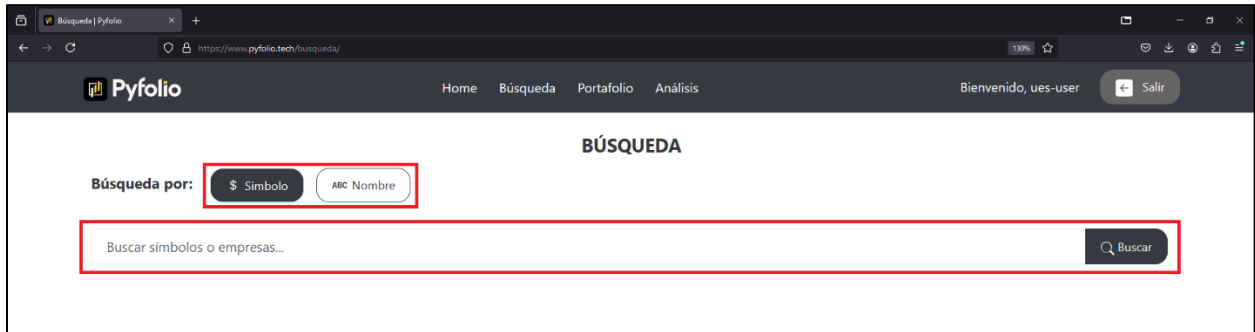 Búsqueda | Pyfolio
https://www.pyfolio.tech/busqueda/
130%
Pyfolio
Home Búsqueda Portafolio Análisis
Bienvenido, ues-user
Salir
BÚSQUEDA
Búsqueda por:
$ Simbolo
ABC Nombre
Buscar símbolos o empresas...
Buscar